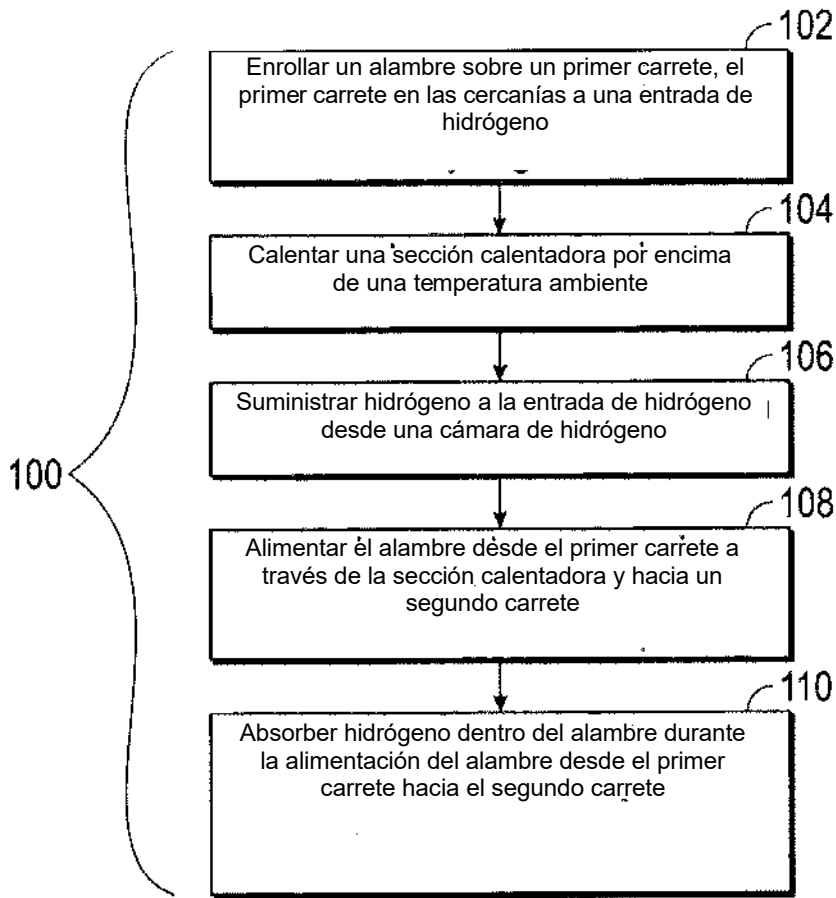 102
Enrollar un alambre sobre un primer carrete, el
primer carrete en las cercanías a una entrada de
hidrógeno
104
Calentar una sección calentadora por encima
de una temperatura ambiente
106
Suministrar hidrógeno a la entrada de hidrógeno
desde una cámara de hidrógeno
100
108
Alimentar el alambre desde el primer carrete a
través de la sección calentadora y hacia un
segundo carrete
110
Absorber hidrógeno dentro del alambre durante
la alimentación del alambre desde el primer
carrete hacia el segundo carrete